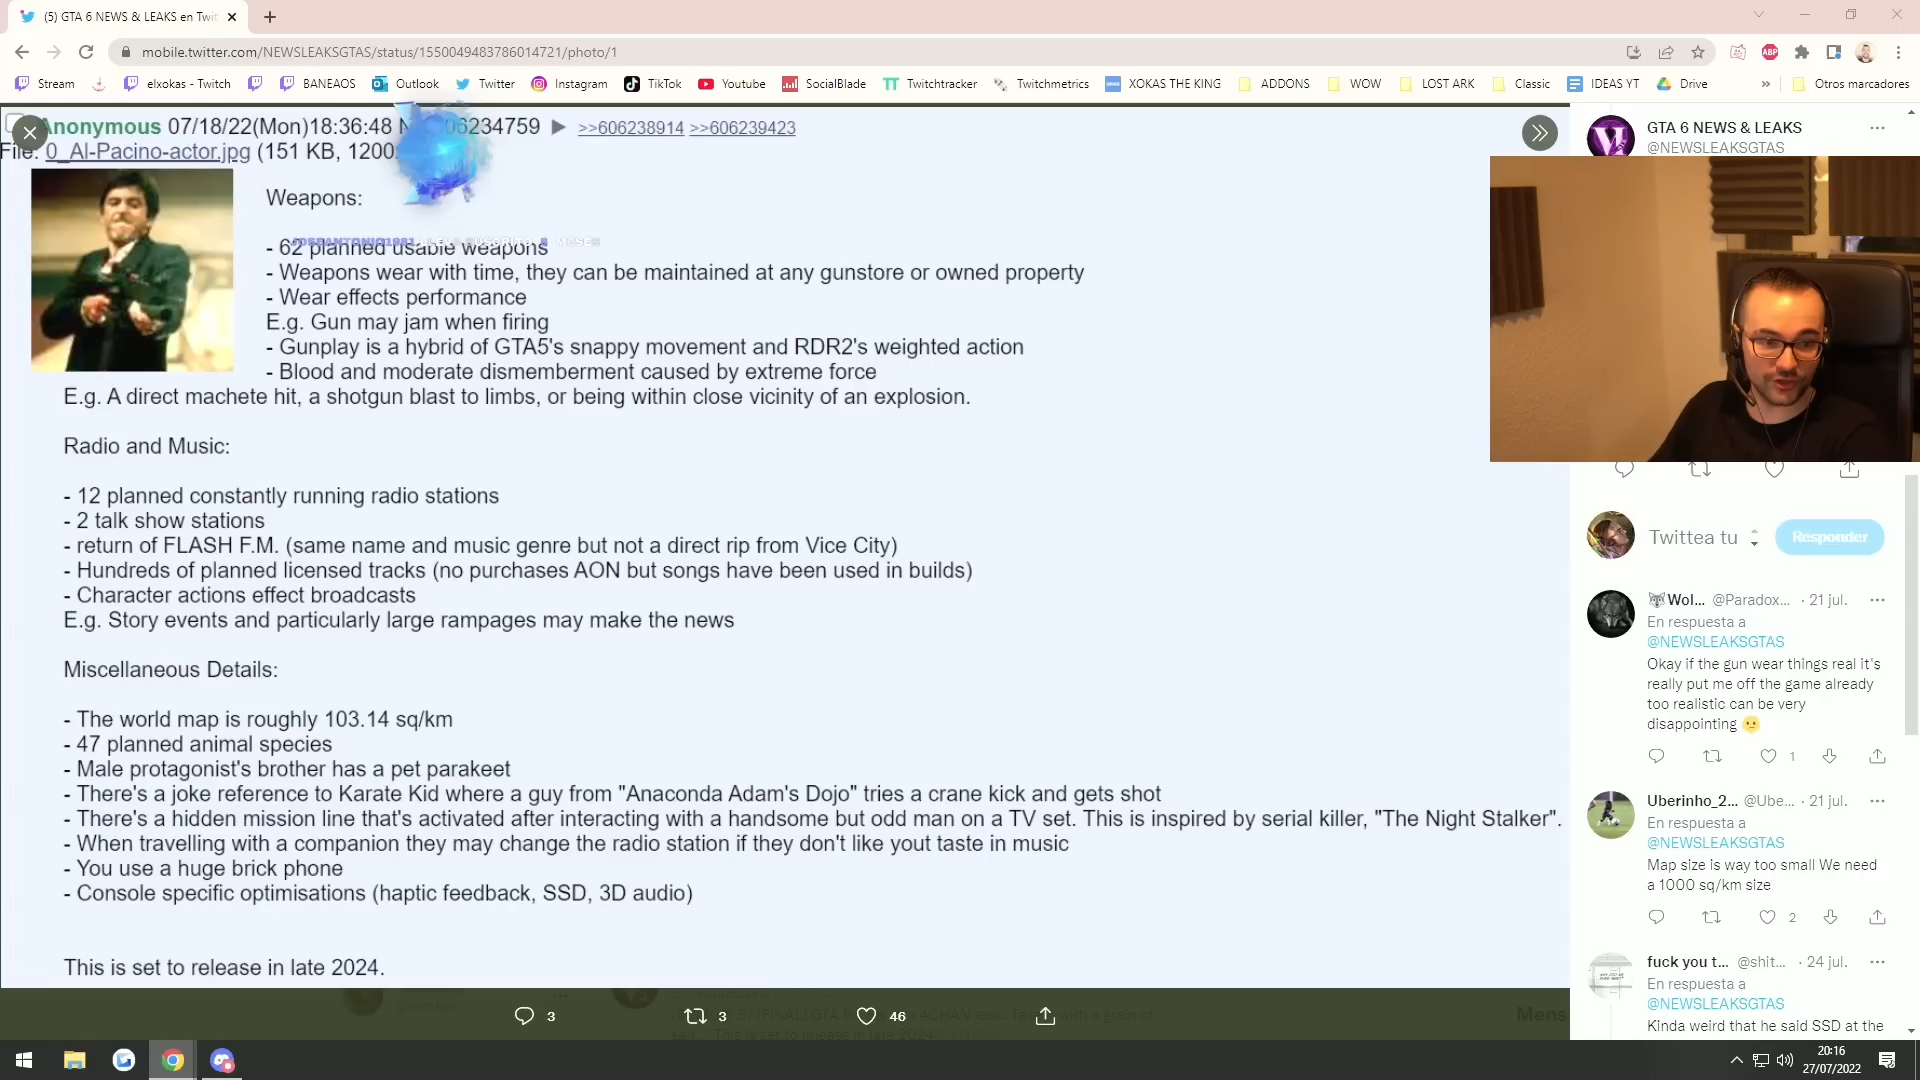 (5) GTA 6 NEWS & LEAKS en Twit
mobile.twitter.com/NEWSLEAKSGTAS/status/1550049483786014721/photo/1
Stream
elxokas - Twitch
BANEAOS
Outlook
Twitter
Instagram
TikTok
Youtube
SocialBlade
Twitchtracker
Twitchmetrics
XOKAS THE KING
ADDONS
WOW
LOST ARK
Classic
IDEAS YT
Drive
Otros marcadores
ABP
Anonymous 07/18/22(Mon)18:36:48 06234759 ▶ >>606238914 >>606239423
File: 0_Al-Pacino-actor.jpg (151 KB, 1200
Weapons:
- 62 planned usable weapons
- Weapons wear with time, they can be maintained at any gunstore or owned property
- Wear effects performance
E.g. Gun may jam when firing
- Gunplay is a hybrid of GTA5's snappy movement and RDR2's weighted action
- Blood and moderate dismemberment caused by extreme force
E.g. A direct machete hit, a shotgun blast to limbs, or being within close vicinity of an explosion.
Radio and Music:
- 12 planned constantly running radio stations
- 2 talk show stations
- return of FLASH F.M. (same name and music genre but not a direct rip from Vice City)
- Hundreds of planned licensed tracks (no purchases AON but songs have been used in builds)
- Character actions effect broadcasts
E.g. Story events and particularly large rampages may make the news
Miscellaneous Details:
- The world map is roughly 103.14 sq/km
- 47 planned animal species
- Male protagonist's brother has a pet parakeet
- There's a joke reference to Karate Kid where a guy from "Anaconda Adam's Dojo" tries a crane kick and gets shot
- There's a hidden mission line that's activated after interacting with a handsome but odd man on a TV set. This is inspired by serial killer, "The Night Stalker".
- When travelling with a companion they may change the radio station if they don't like yout taste in music
- You use a huge brick phone
- Console specific optimisations (haptic feedback, SSD, 3D audio)
This is set to release in late 2024.
3
3
46
Mens
GTA 6 NEWS & LEAKS
@NEWSLEAKSGTAS
Twittea tu
Responder
Wol... @Paradox... · 21 jul.
En respuesta a
@NEWSLEAKSGTAS
Okay if the gun wear things real it's
really put me off the game already
too realistic can be very
disappointing 😕
1
Uberinho_2... @Ube... · 21 jul.
En respuesta a
@NEWSLEAKSGTAS
Map size is way too small We need
a 1000 sq/km size
2
fuck you t... @shit... · 24 jul.
En respuesta a
@NEWSLEAKSGTAS
Kinda weird that he said SSD at the
20:16
27/07/2022